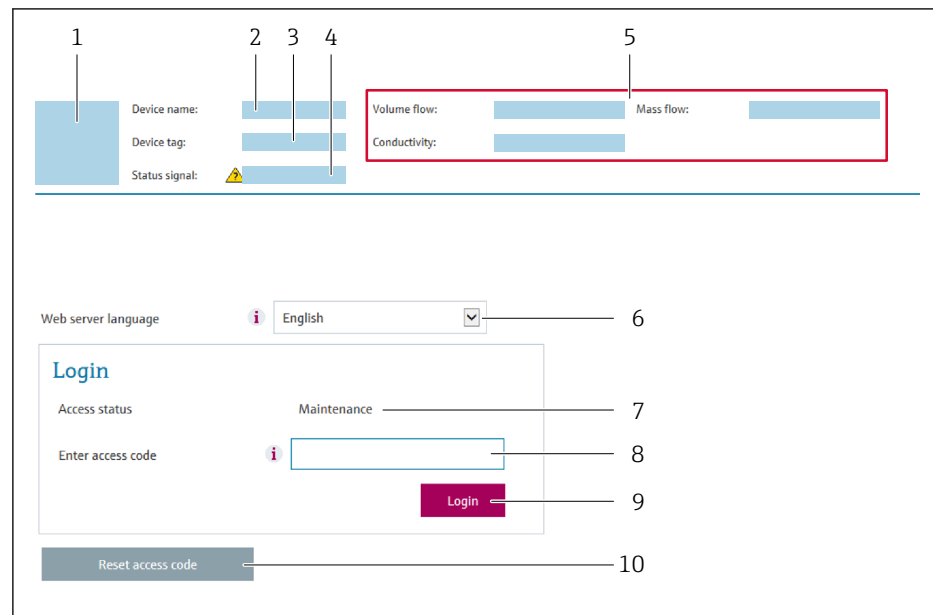 1 2 3 4 5
Device name: Volume flow: Mass flow:
Device tag: Conductivity:
Status signal: ?
Web server language i English 6
Login
Access status Maintenance 7
Enter access code i 8
Login 9
Reset access code 10